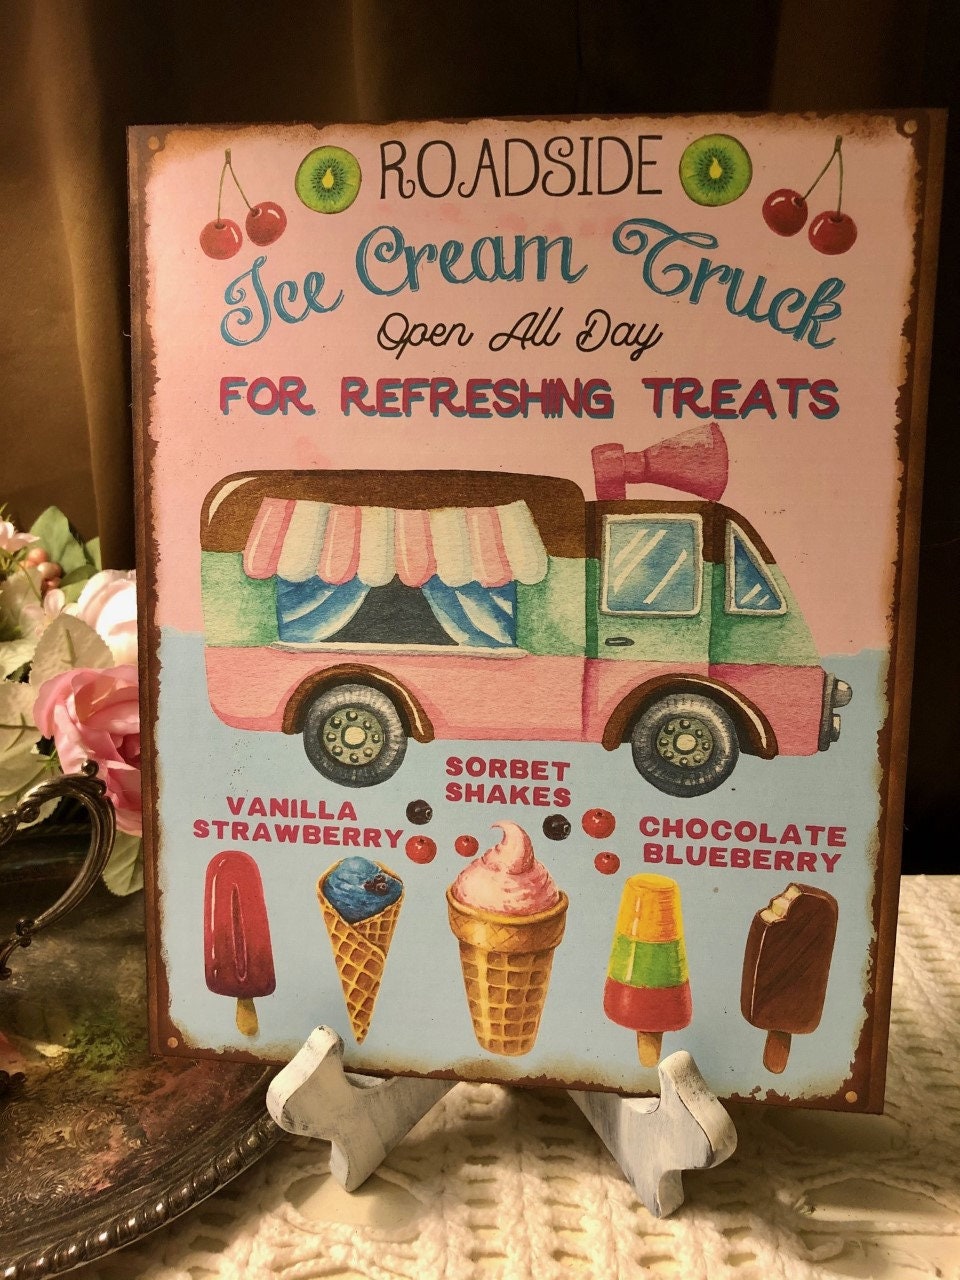 ROADSIDE
Ice Cream Truck
Open All Day
FOR REFRESHING TREATS
SORBET
SHAKES
VANILLA
STRAWBERRY
CHOCOLATE
BLUEBERRY